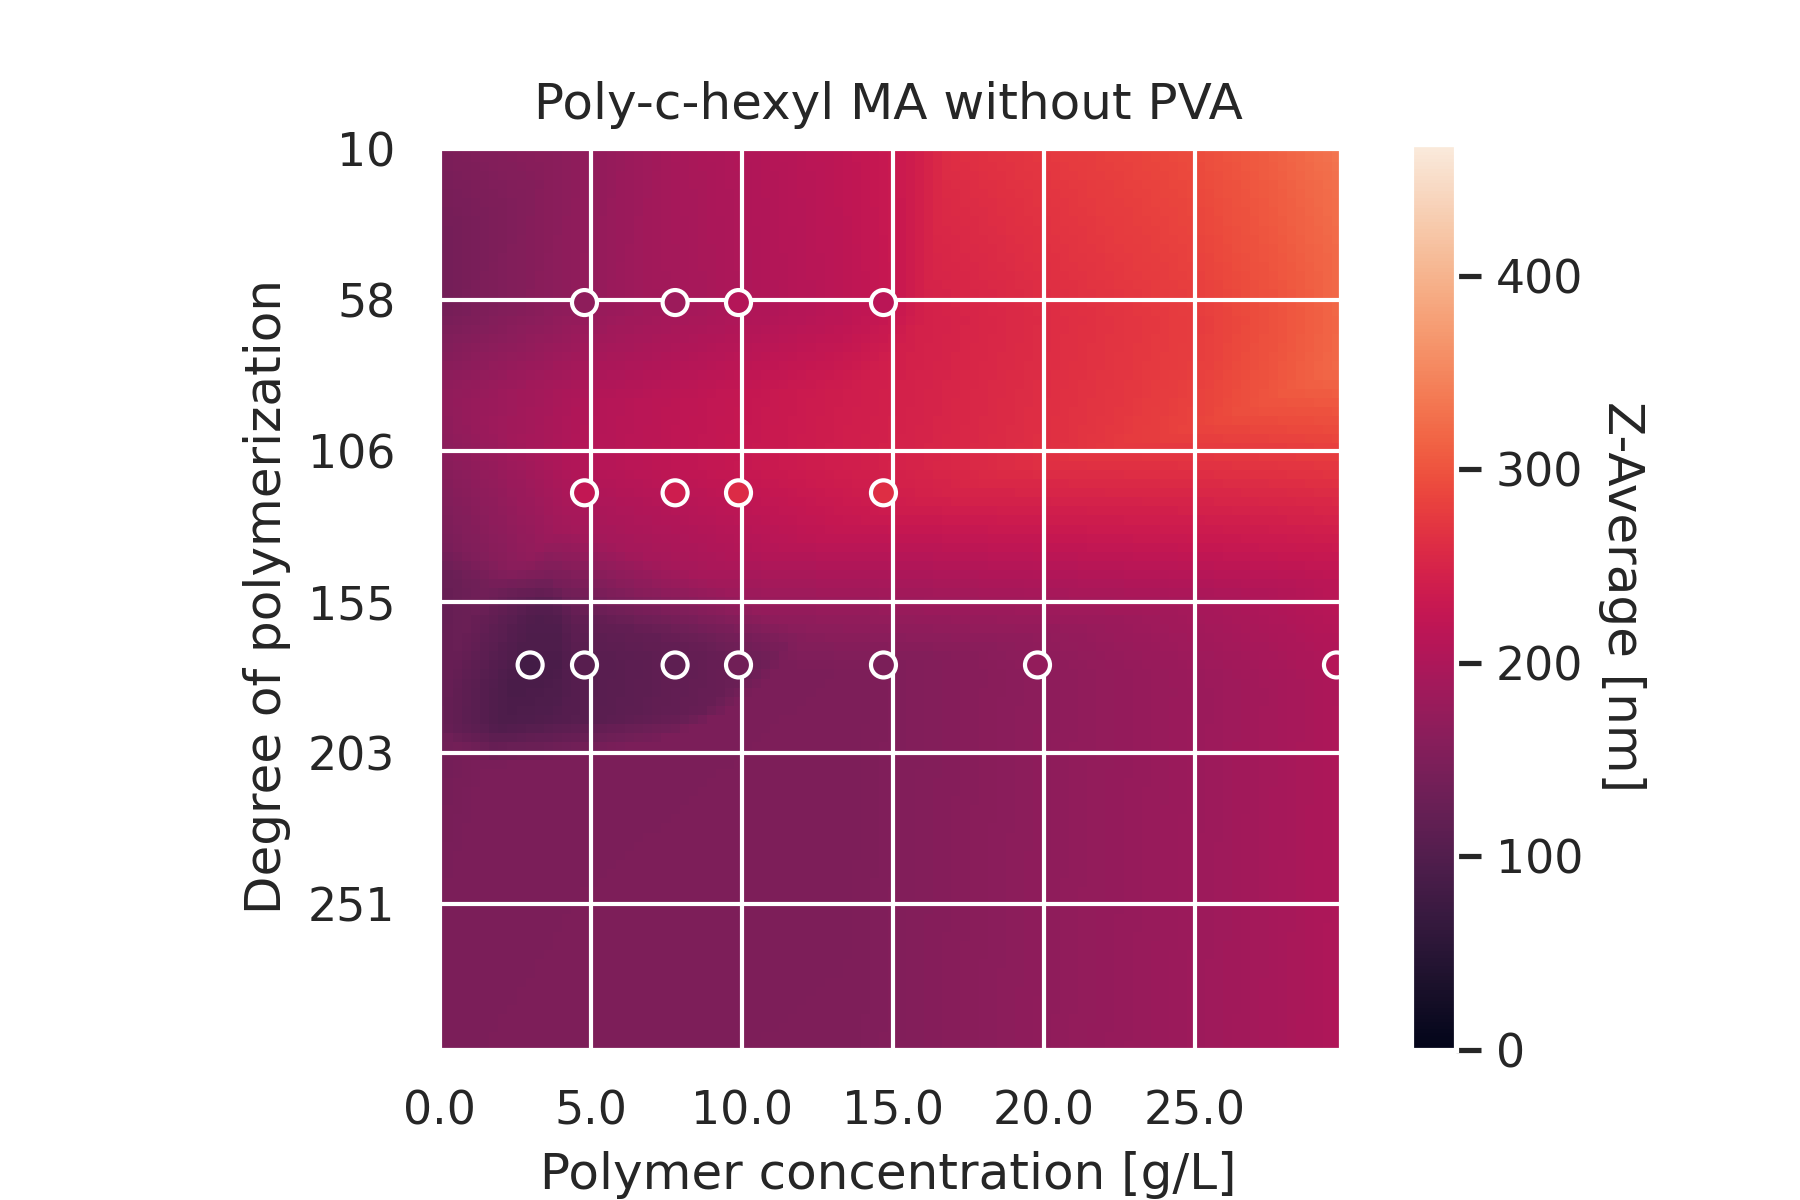 Poly-c-hexyl MA without PVA
Degree of polymerization
10
58
106
155
203
251
0.0 5.0 10.0 15.0 20.0 25.0
Polymer concentration [g/L]
400
300
200
100
0
Z-Average [nm]